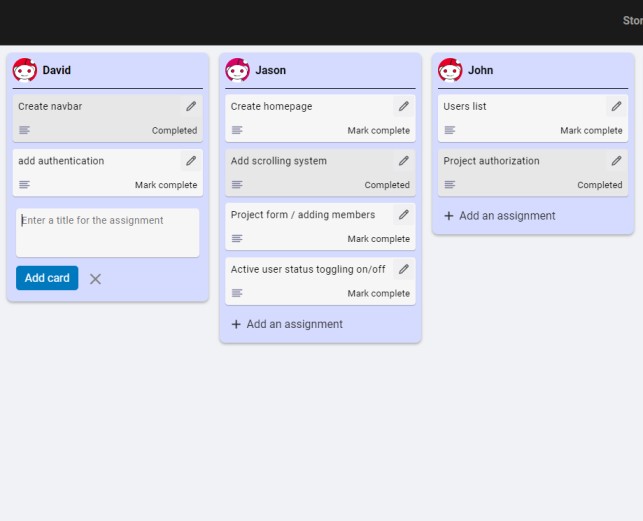 Stor
David
Create navbar
Completed
add authentication
Mark complete
Enter a title for the assignment
Add card
Jason
Create homepage
Mark complete
Add scrolling system
Completed
Project form / adding members
Mark complete
Active user status toggling on/off
Mark complete
+ Add an assignment
John
Users list
Mark complete
Project authorization
Completed
+ Add an assignment